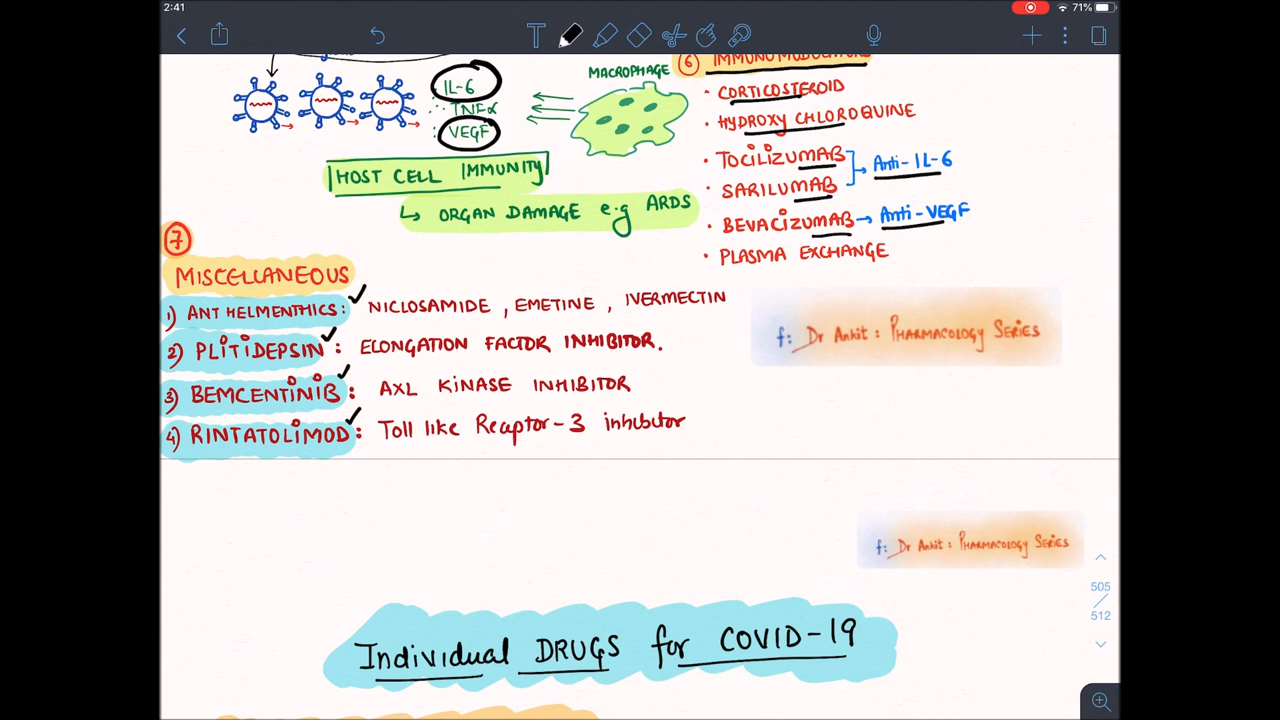 2:41
71%
T
IL-6
TNFα
VEGF
MACROPHAGE
HOST CELL IMMUNITY
ORGAN DAMAGE e.g ARDS
6 IMMUNOMODULATORS
• CORTICOSTEROID
• HYDROXY CHLOROQUINE
• TOCILIZUMAB
• SARILUMAB
Anti-IL-6
• BEVACIZUMAB → Anti-VEGF
• PLASMA EXCHANGE
7
MISCELLANEOUS
1) ANT HELMENTHICS: NICLOSAMIDE, EMETINE, IVERMECTIN
2) PLITIDEPSIN: ELONGATION FACTOR INHIBITOR.
3) BEMCENTINIB: AXL KINASE INHIBITOR
4) RINTATOLIMOD: Toll like Receptor-3 inhibitor
f: Dr Ankit: PHARMACOLOGY SERIES
f: Dr Ankit: PHARMACOLOGY SERIES
505
512
Individual DRUGS for COVID-19